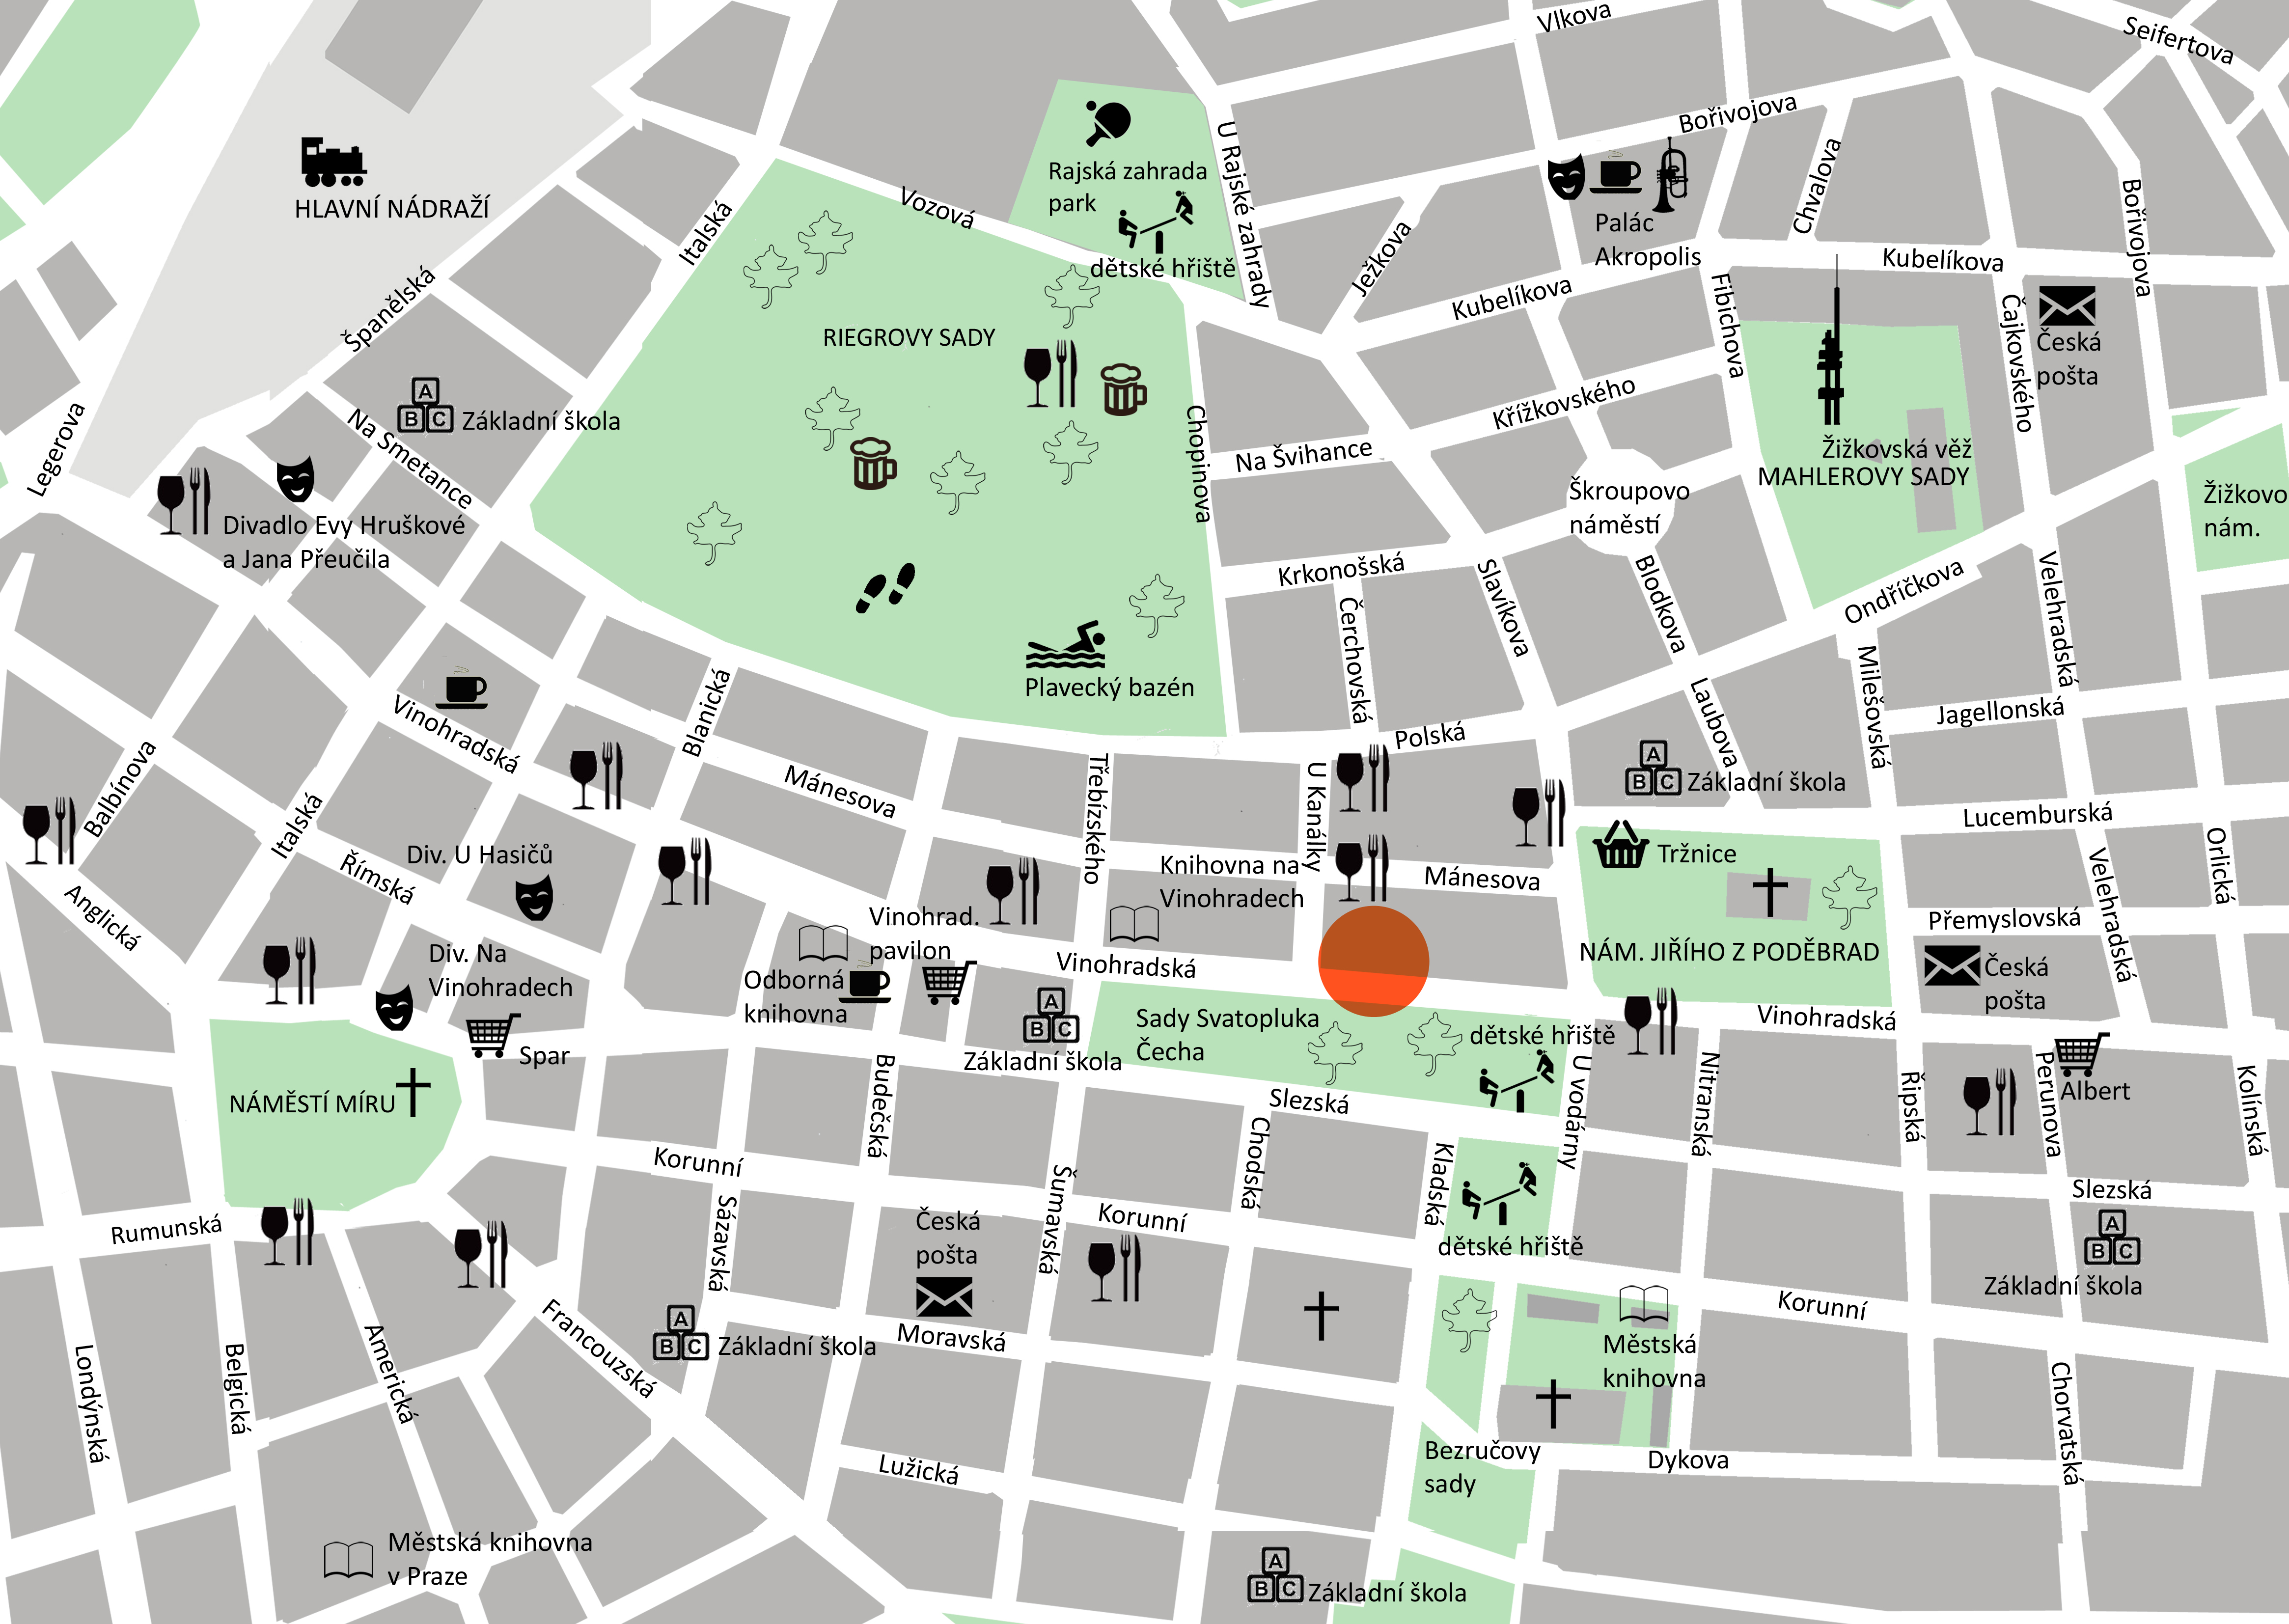 Vlkova
Seifertova
Bořivojova
U Rajské zahrady
Rajská zahrada
park
dětské hřiště
HLAVNÍ NÁDRAŽÍ
Italská
Vozová
Chvalova
Palác
Akropolis
Ježkova
Kubelíkova
Kubelíkova
Bořivojova
Fibichova
Čajkovského
Česká
pošta
Španělská
RIEGROVY SADY
Legerova
Na Smetance
A
B C
Základní škola
Chopinova
Na Švihance
Křížkovského
Žižkovská věž
MAHLEROVY SADY
Škroupovo
náměstí
Žižkovo
nám.
Divadlo Evy Hruškové
a Jana Přeučila
Krkonošská
Čerchovská
Slavíkova
Blodkova
Ondříčkova
Velehradská
Plavecký bazén
Vinohradská
Blanická
Polská
Laubova
Milešovská
Jagellonská
Balbínova
Mánesova
Třebízského
U Kanálky
A
B C
Základní škola
Lucemburská
Italská
Římská
Div. U Hasičů
Knihovna na
Vinohradech
Mánesova
Tržnice
Orlická
Velehradská
Anglická
Vinohrad.
pavilon
Přemyslovská
Div. Na
Vinohradech
Odborná
knihovna
Vinohradská
NÁM. JIŘÍHO Z PODĚBRAD
Česká
pošta
Spar
A
B C
Základní škola
Sady Svatopluka
Čecha
dětské hřiště
Vinohradská
NÁMĚSTÍ MÍRU
Budečská
Slezská
U vodárny
Nitranská
Řipská
Perunova
Albert
Kolínská
Korunní
Chodská
Kladská
Slezská
Rumunská
Sázavská
Česká
pošta
Šumavská
Korunní
dětské hřiště
A
B C
Základní škola
Londýnská
Belgická
Americká
Francouzská
A
B C
Základní škola
Moravská
Městská
knihovna
Korunní
Chorvatská
Lužická
Bezručovy
sady
Dykova
Městská knihovna
v Praze
A
B C
Základní škola